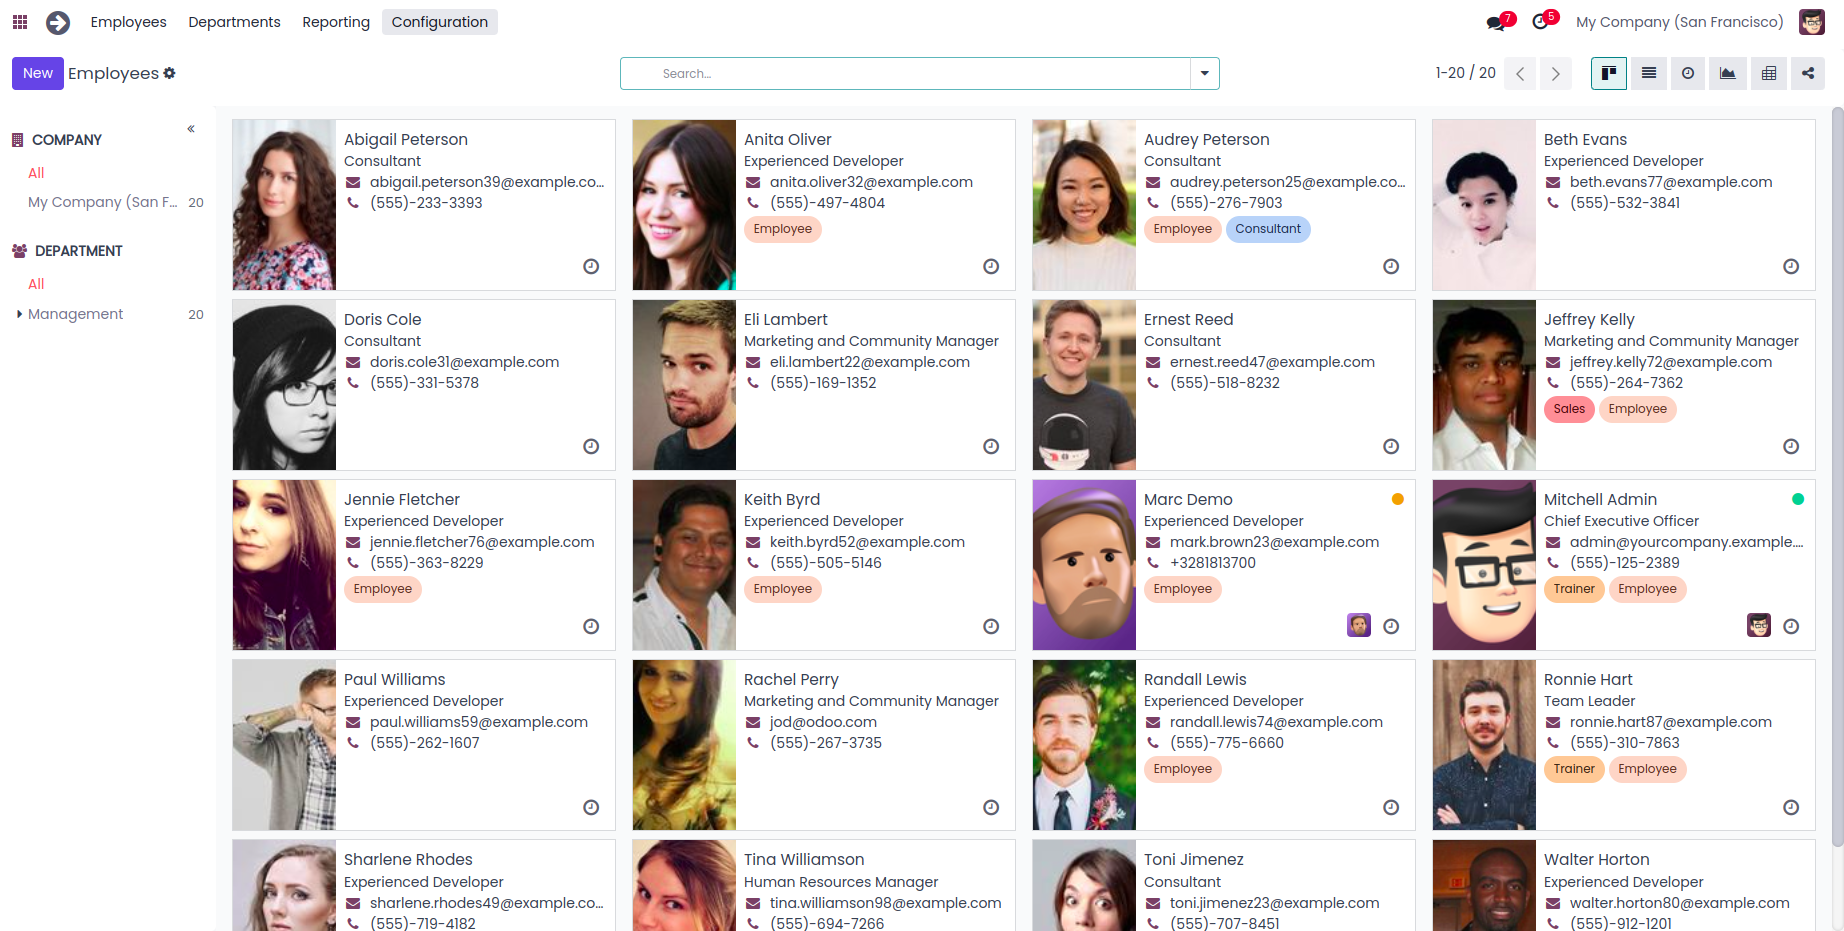 Employees Departments Reporting Configuration 7 5 My Company (San Francisco)
New Employees Search... 1-20 / 20
COMPANY
All
My Company (San F... 20
DEPARTMENT
All
Management 20
Abigail Peterson
Consultant
abigail.peterson39@example.co...
(555)-233-3393
Anita Oliver
Experienced Developer
anita.oliver32@example.com
(555)-497-4804
Employee
Audrey Peterson
Consultant
audrey.peterson25@example.co...
(555)-276-7903
Employee Consultant
Beth Evans
Experienced Developer
beth.evans77@example.com
(555)-532-3841
Doris Cole
Consultant
doris.cole31@example.com
(555)-331-5378
Eli Lambert
Marketing and Community Manager
eli.lambert22@example.com
(555)-169-1352
Ernest Reed
Consultant
ernest.reed47@example.com
(555)-518-8232
Jeffrey Kelly
Marketing and Community Manager
jeffrey.kelly72@example.com
(555)-264-7362
Sales Employee
Jennie Fletcher
Experienced Developer
jennie.fletcher76@example.com
(555)-363-8229
Employee
Keith Byrd
Experienced Developer
keith.byrd52@example.com
(555)-505-5146
Employee
Marc Demo
Experienced Developer
mark.brown23@example.com
+3281813700
Employee
Mitchell Admin
Chief Executive Officer
admin@yourcompany.example....
(555)-125-2389
Trainer Employee
Paul Williams
Experienced Developer
paul.williams59@example.com
(555)-262-1607
Rachel Perry
Marketing and Community Manager
jod@odoo.com
(555)-267-3735
Randall Lewis
Experienced Developer
randall.lewis74@example.com
(555)-775-6660
Employee
Ronnie Hart
Team Leader
ronnie.hart87@example.com
(555)-310-7863
Trainer Employee
Sharlene Rhodes
Experienced Developer
sharlene.rhodes49@example.co...
(555)-719-4182
Tina Williamson
Human Resources Manager
tina.williamson98@example.com
(555)-694-7266
Toni Jimenez
Consultant
toni.jimenez23@example.com
(555)-707-8451
Walter Horton
Experienced Developer
walter.horton80@example.com
(555)-912-1201